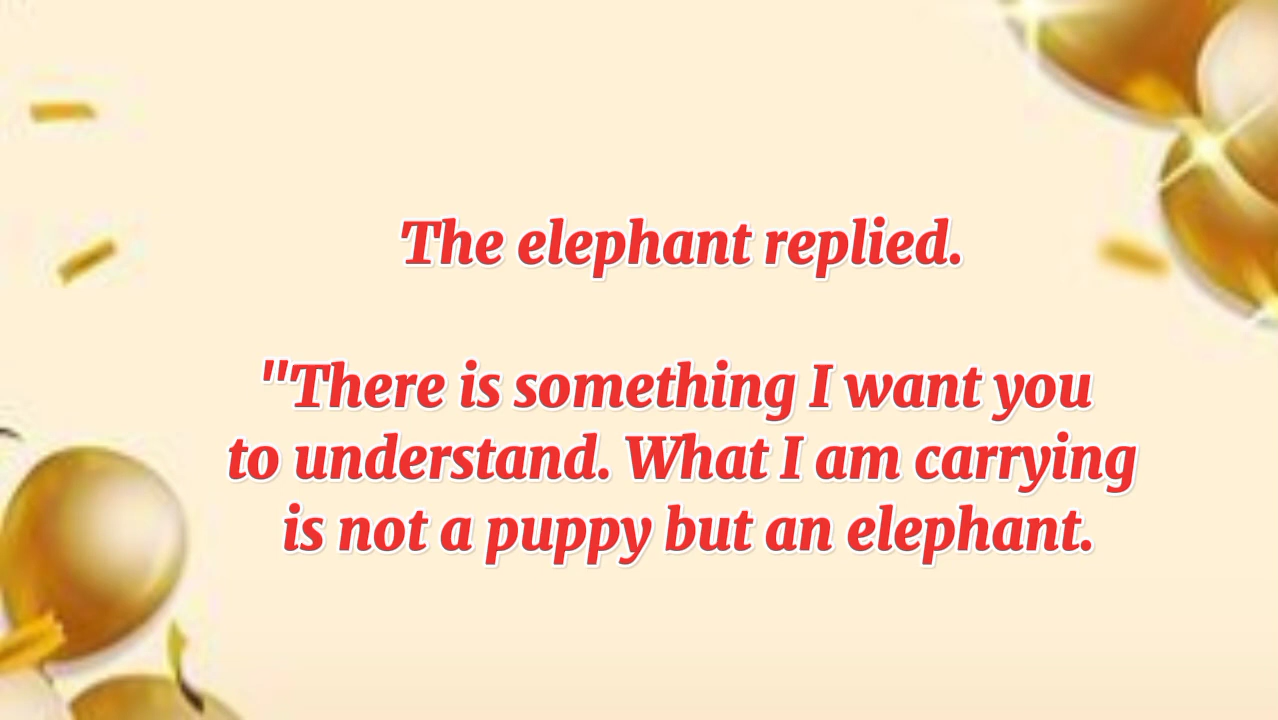 The elephant replied.
"There is something I want you
to understand. What I am carrying
is not a puppy but an elephant.